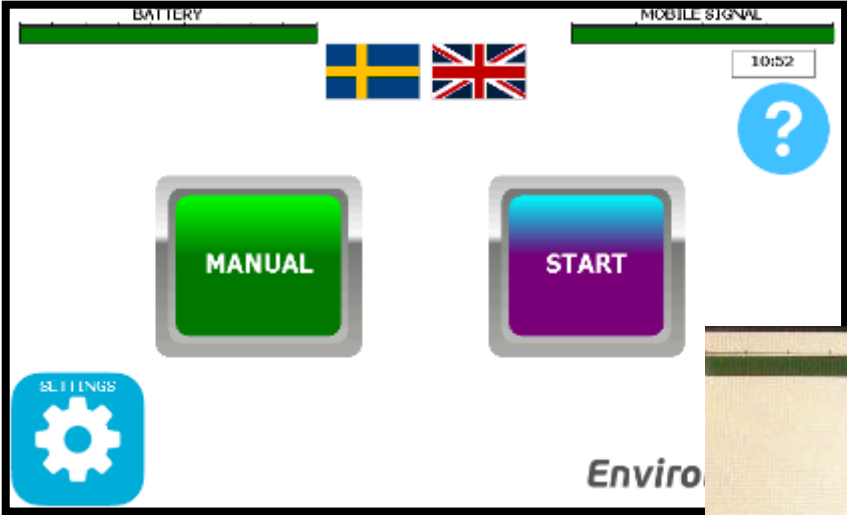 BATTERY
MOBILE SIGNAL
10:52
?
MANUAL
START
SETTINGS